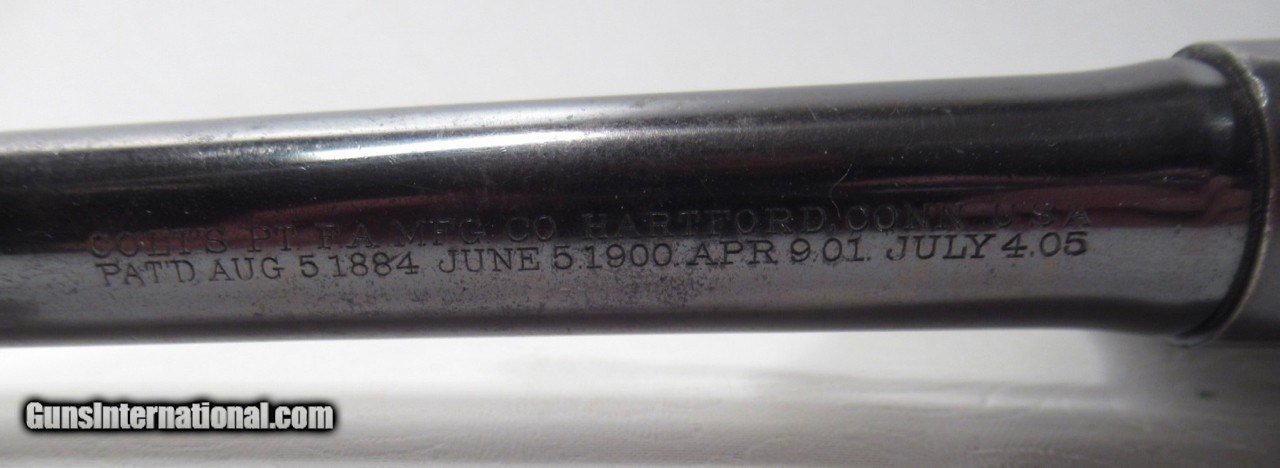 COLT'S PT. F.A. MFG. CO. HARTFORD, CONN. U.S.A.
PAT'D. AUG. 5.1884. JUNE 5.1900. APR. 9.01. JULY 4.05
GunsInternational.com